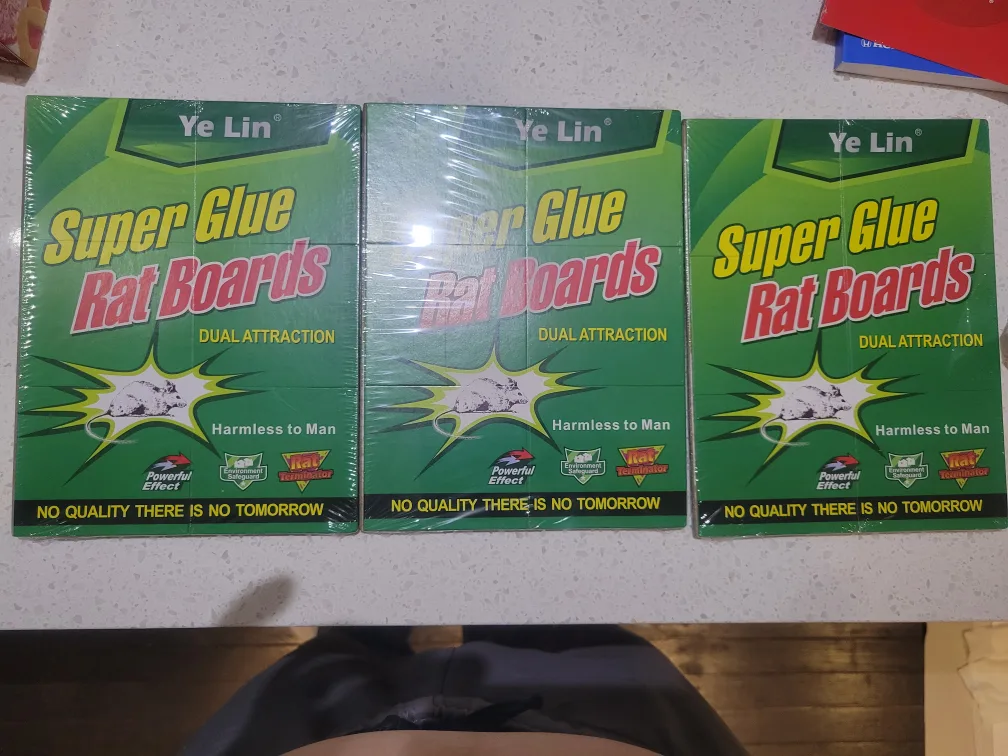 Ye Lin®
Super Glue
Rat Boards
DUAL ATTRACTION
Harmless to Man
Powerful
Effect
Environment
Safeguard
Rat
Terminator
NO QUALITY THERE IS NO TOMORROW
Ye Lin®
Super Glue
Rat Boards
DUAL ATTRACTION
Harmless to Man
Powerful
Effect
Environment
Safeguard
Rat
Terminator
NO QUALITY THERE IS NO TOMORROW
Ye Lin®
Super Glue
Rat Boards
DUAL ATTRACTION
Harmless to Man
Powerful
Effect
Environment
Safeguard
Rat
Terminator
NO QUALITY THERE IS NO TOMORROW